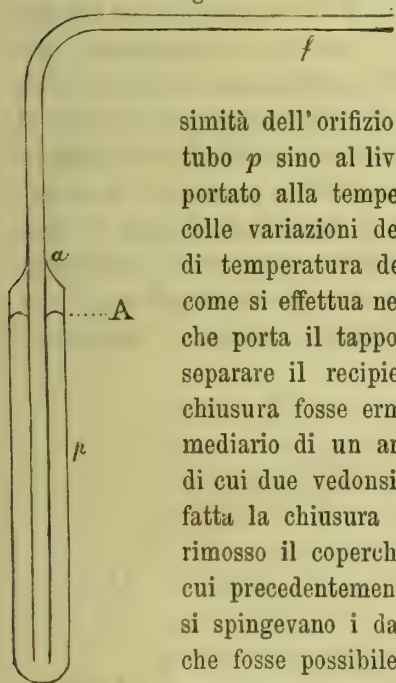 f
simità dell'orifizio
tubo p sino al liv
portato alla tempe
colle variazioni de
a
di temperatura de
come si effettua ne
A
che porta il tappo
separare il recipie
chiusura fosse erm
p
mediario di un an
di cui due vedonsi
fatta la chiusura
rimosso il coperch
cui precedentemen
si spingevano i da
che fosse possibile